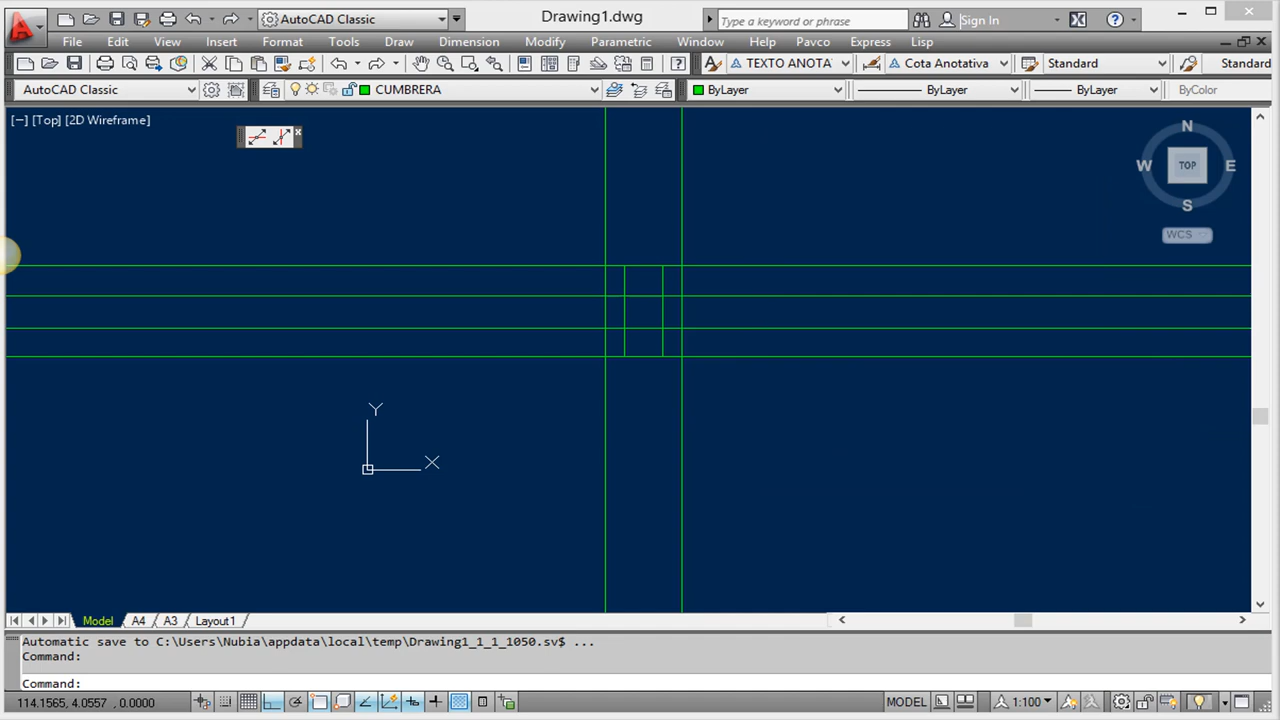 AutoCAD Classic
Drawing1.dwg
Type a keyword or phrase
Sign In
File Edit View Insert Format Tools Draw Dimension Modify Parametric Window Help Pavco Express Lisp
TEXTO ANOTA Cota Anotativa Standard Standard
AutoCAD Classic CUMBRERA ByLayer ByLayer ByLayer ByColor
[−] [Top] [2D Wireframe]
N
W TOP E
S
WCS
Y
X
Model A4 A3 Layout1
Automatic save to C:\Users\Nubia\appdata\local\temp\Drawing1_1_1_1050.sv$ ...
Command:
Command:
114.1565, 4.0557 , 0.0000 MODEL 1:100